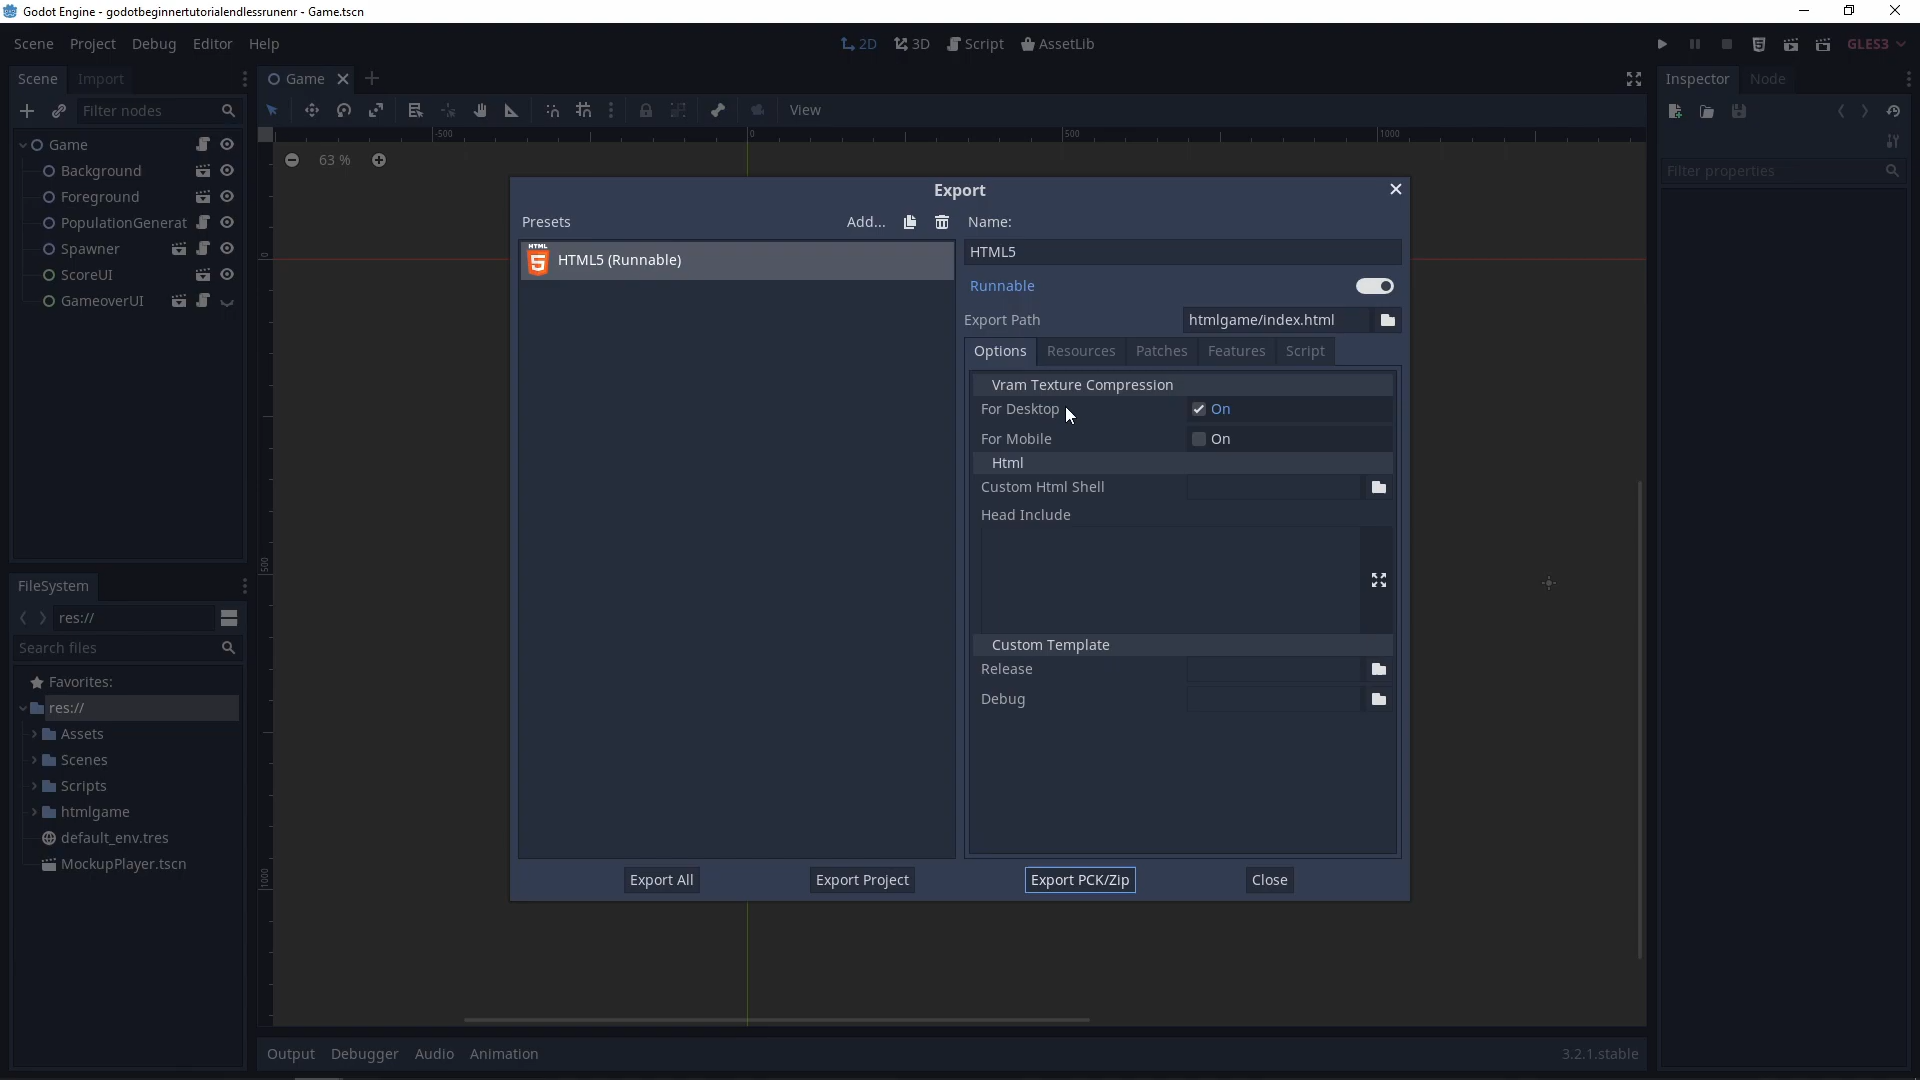 Godot Engine - godotbeginnertutorialendlessrunenr - Game.tscn
Scene Project Debug Editor Help
2D 3D Script AssetLib
GLES3
Scene Import
Game
Inspector Node
Filter nodes
View
-500 0 500 1000
63 %
Game
Background
Foreground
PopulationGenerat
Spawner
ScoreUI
GameoverUI
0
500
1000
Filter properties
Export
Presets
Add...
Name:
HTML
HTML5 (Runnable)
HTML5
Runnable
Export Path
htmlgame/index.html
Options Resources Patches Features Script
Vram Texture Compression
For Desktop
On
For Mobile
On
Html
Custom Html Shell
Head Include
Custom Template
Release
Debug
Export All
Export Project
Export PCK/Zip
Close
FileSystem
res://
Search files
Favorites:
res://
Assets
Scenes
Scripts
htmlgame
default_env.tres
MockupPlayer.tscn
Output Debugger Audio Animation
3.2.1.stable